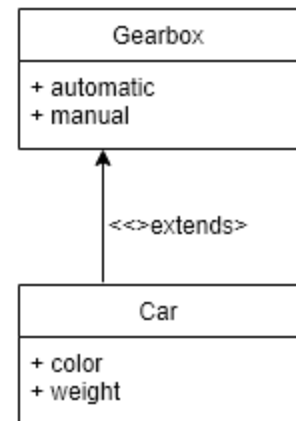 Gearbox
+ automatic
+ manual
<<>extends>
Car
+ color
+ weight